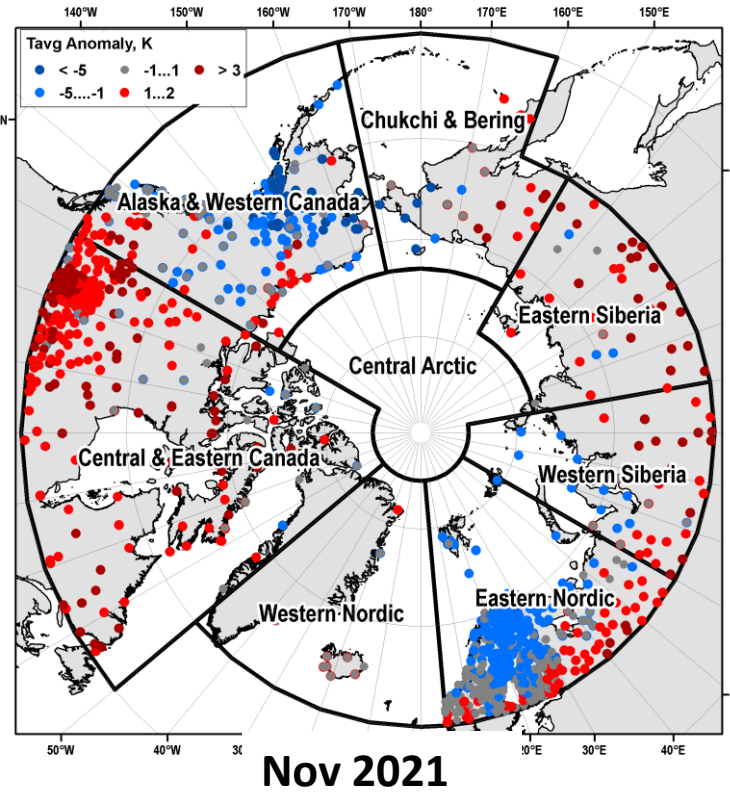 140°W 150°W 160°W 170°W 180° 170°E 160°E 150°E
Tavg Anomaly, K
< -5 -1...1 > 3
-5....-1 1...2
N
Chukchi & Bering
Alaska & Western Canada
Eastern Siberia
Central Arctic
Central & Eastern Canada
Western Siberia
Eastern Nordic
Western Nordic
50°W 40°W 30 20°E 30°E 40°E
Nov 2021